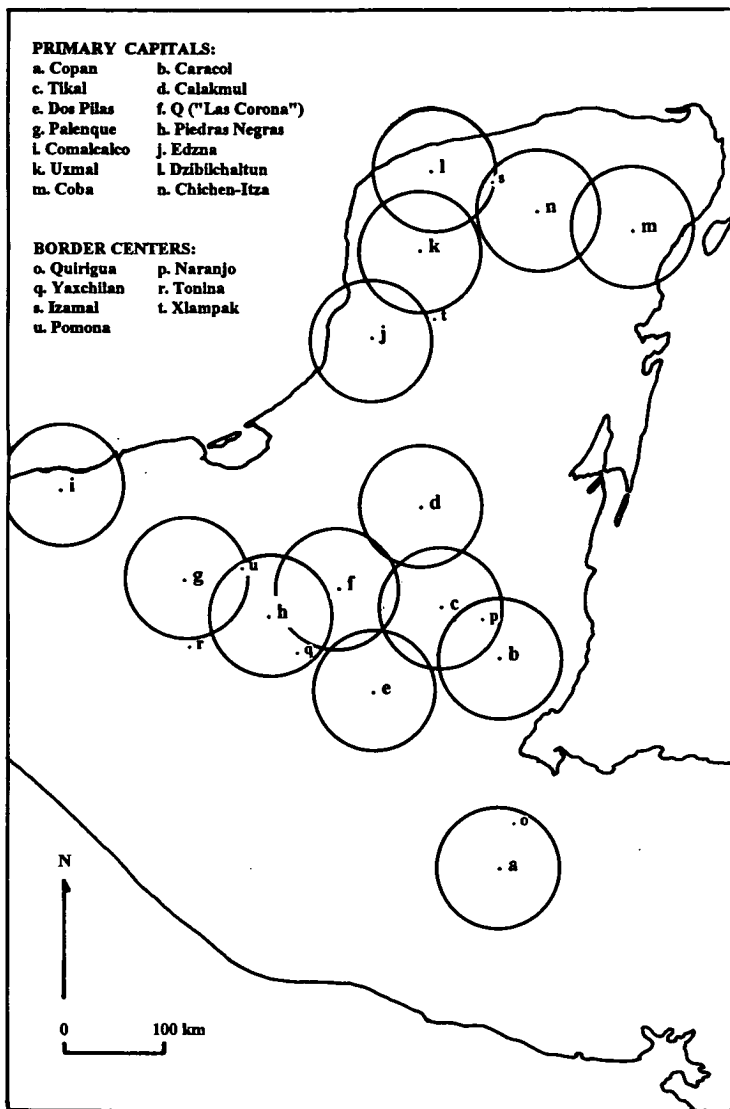 PRIMARY CAPITALS:
a. Copan b. Caracol
c. Tikal d. Calakmul
e. Dos Pilas f. Q ("Las Corona")
g. Palenque h. Piedras Negras
i. Comalcalco j. Edzna
k. Uxmal l. Dzibilchaltun
m. Coba n. Chichen-Itza
BORDER CENTERS:
o. Quirigua p. Naranjo
q. Yaxchilan r. Tonina
s. Izamal t. Xlampak
u. Pomona
l
s
n
m
k
t
j
i
d
g
u
f
h
c
p
r
q
b
e
o
a
N
0 100 km